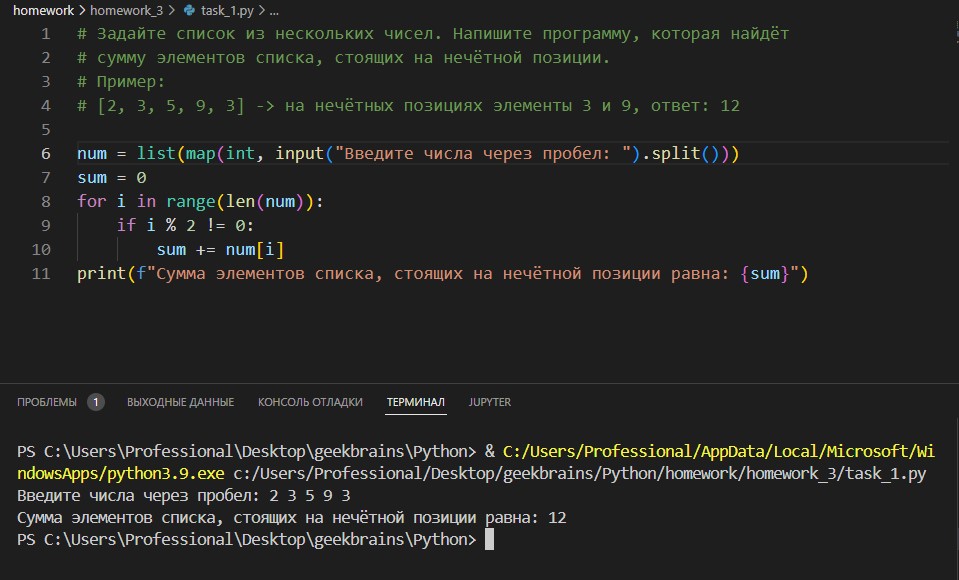 homework > homework_3 > task_1.py > ...
1 # Задайте список из нескольких чисел. Напишите программу, которая найдёт
2 # сумму элементов списка, стоящих на нечётной позиции.
3 # Пример:
4 # [2, 3, 5, 9, 3] -> на нечётных позициях элементы 3 и 9, ответ: 12
5
6 num = list(map(int, input("Введите числа через пробел: ").split()))
7 sum = 0
8 for i in range(len(num)):
9     if i % 2 != 0:
10         sum += num[i]
11 print(f"Сумма элементов списка, стоящих на нечётной позиции равна: {sum}")
ПРОБЛЕМЫ 1 ВЫХОДНЫЕ ДАННЫЕ КОНСОЛЬ ОТЛАДКИ ТЕРМИНАЛ JUPYTER
PS C:\Users\Professional\Desktop\geekbrains\Python> & C:/Users/Professional/AppData/Local/Microsoft/Wi
ndowsApps/python3.9.exe c:/Users/Professional/Desktop/geekbrains/Python/homework/homework_3/task_1.py
Введите числа через пробел: 2 3 5 9 3
Сумма элементов списка, стоящих на нечётной позиции равна: 12
PS C:\Users\Professional\Desktop\geekbrains\Python>